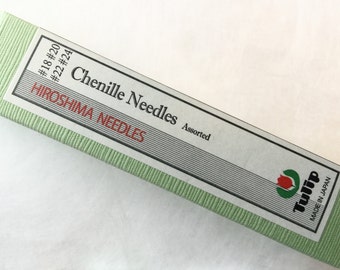 #18 #20
#22 #24
Chenille Needles Assorted
HIROSHIMA NEEDLES
Tulip
MADE IN JAPAN